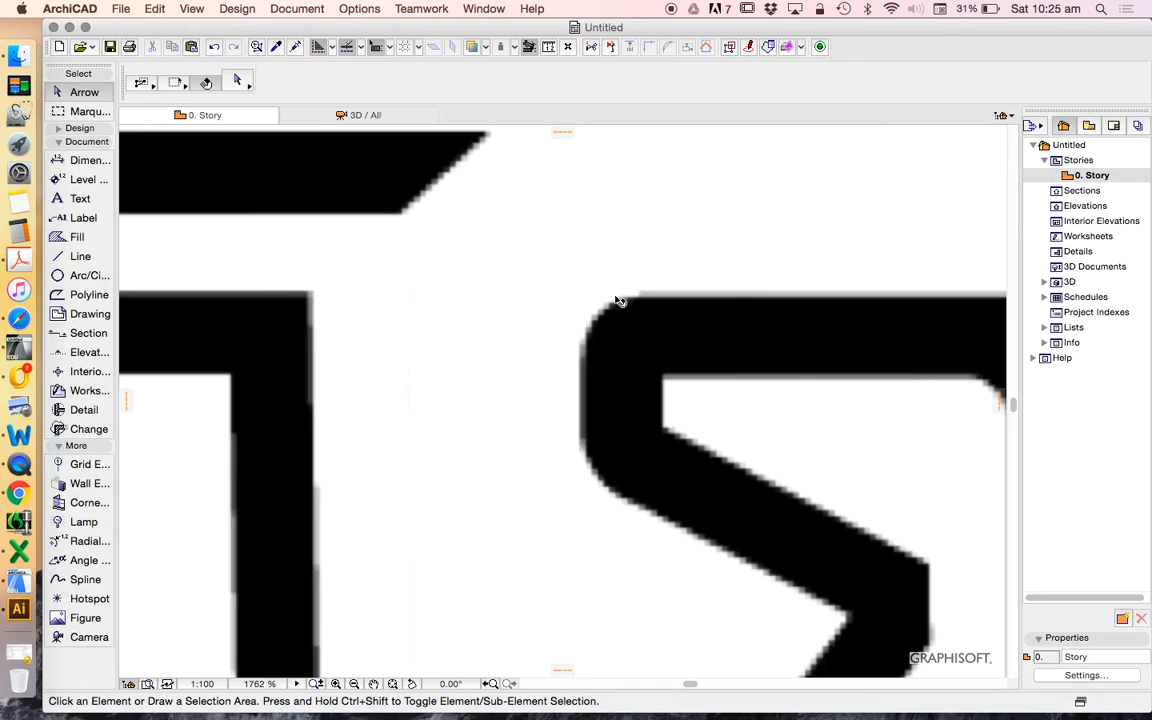 ArchiCAD File Edit View Design Document Options Teamwork Window Help 7 31% Sat 10:25 am
Untitled
Select
Arrow
Marqu...
Design
Document
Dimen...
Level ...
Text
A1 Label
Fill
Line
Arc/Ci...
Polyline
Drawing
Section
Elevat...
Interio...
Works...
Detail
Change
More
Grid E...
Wall E...
Corne...
Lamp
Radial...
Angle ...
Spline
Hotspot
Figure
Camera
0. Story
3D / All
Untitled
Stories
0. Story
Sections
Elevations
Interior Elevations
Worksheets
Details
3D Documents
3D
Schedules
Project Indexes
Lists
Info
Help
GRAPHISOFT.
Properties
0. Story
Settings...
1:100 1762 % 0.00°
Click an Element or Draw a Selection Area. Press and Hold Ctrl+Shift to Toggle Element/Sub-Element Selection.
Ai